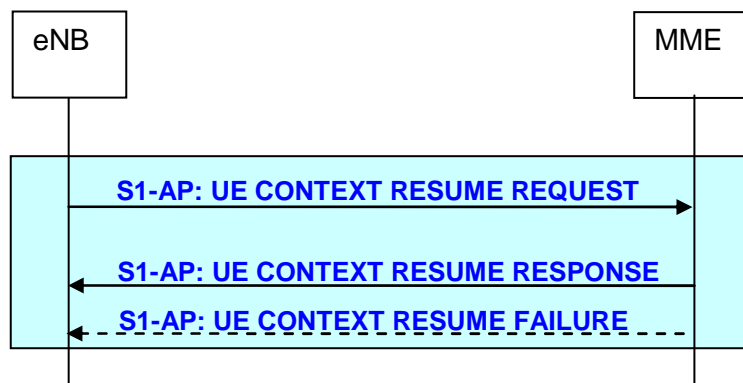 eNB
MME
S1-AP: UE CONTEXT RESUME REQUEST
S1-AP: UE CONTEXT RESUME RESPONSE
S1-AP: UE CONTEXT RESUME FAILURE